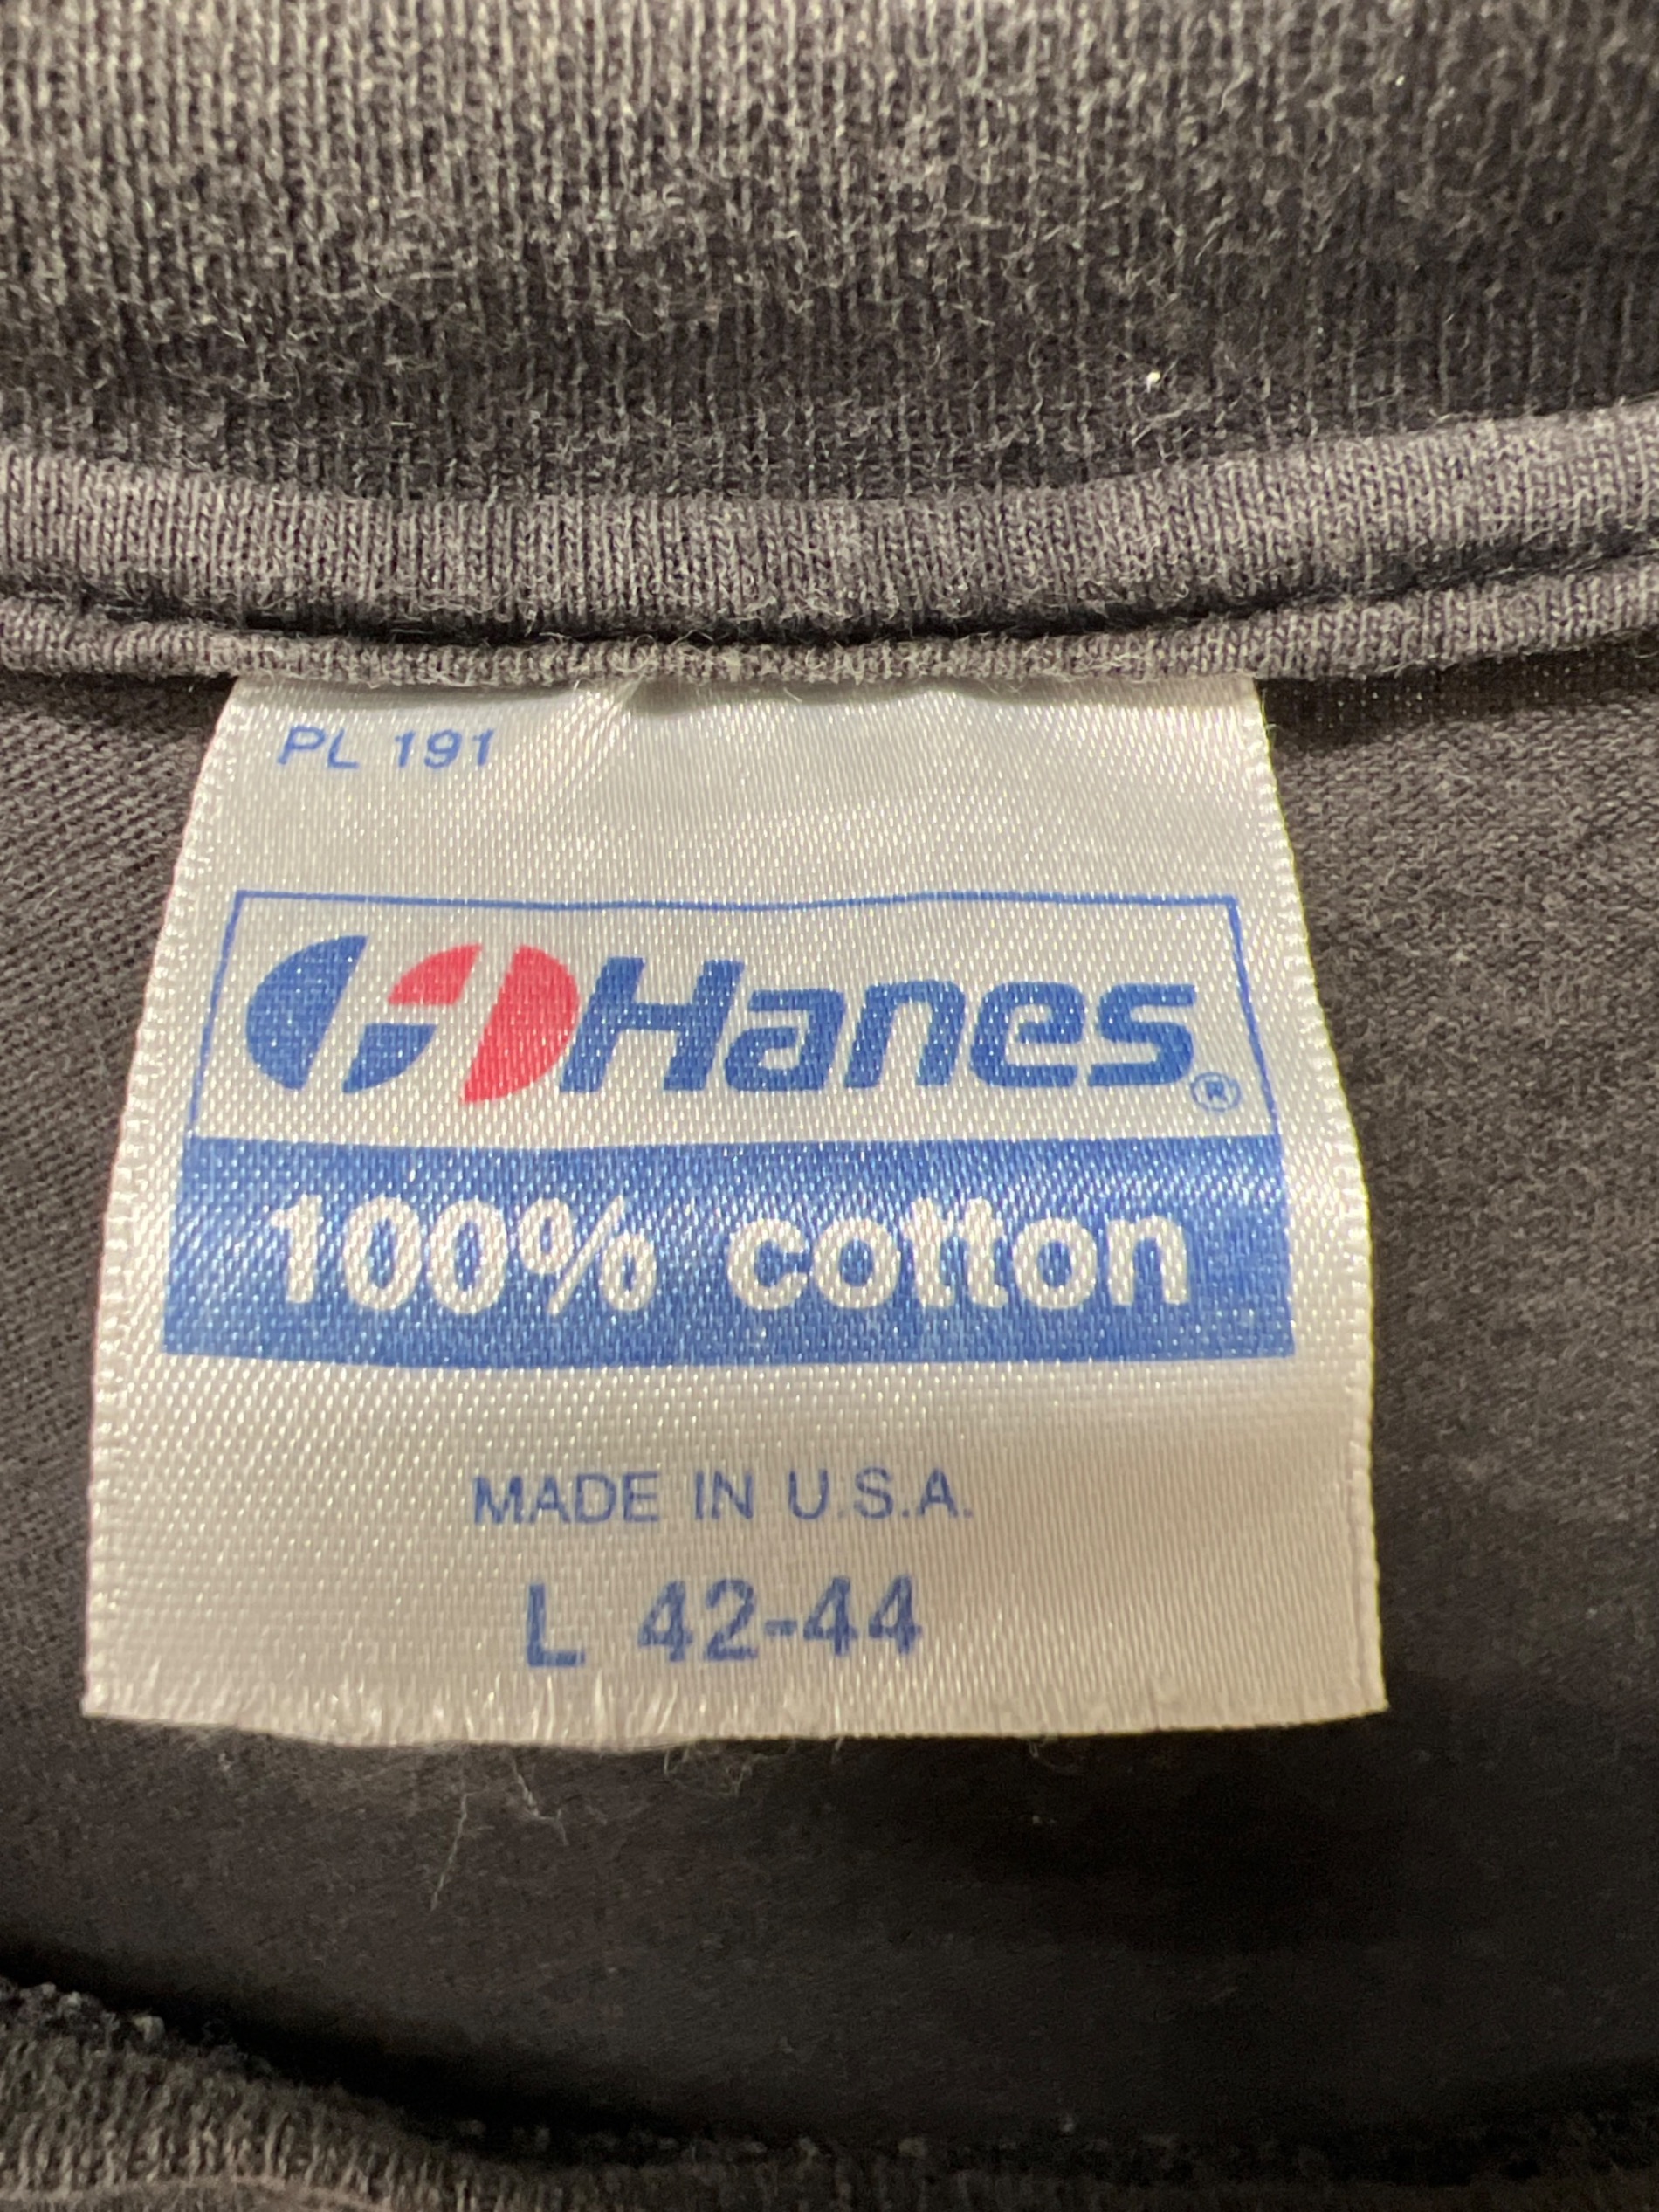 PL 191
Hanes®
100% cotton
MADE IN U.S.A.
L 42-44